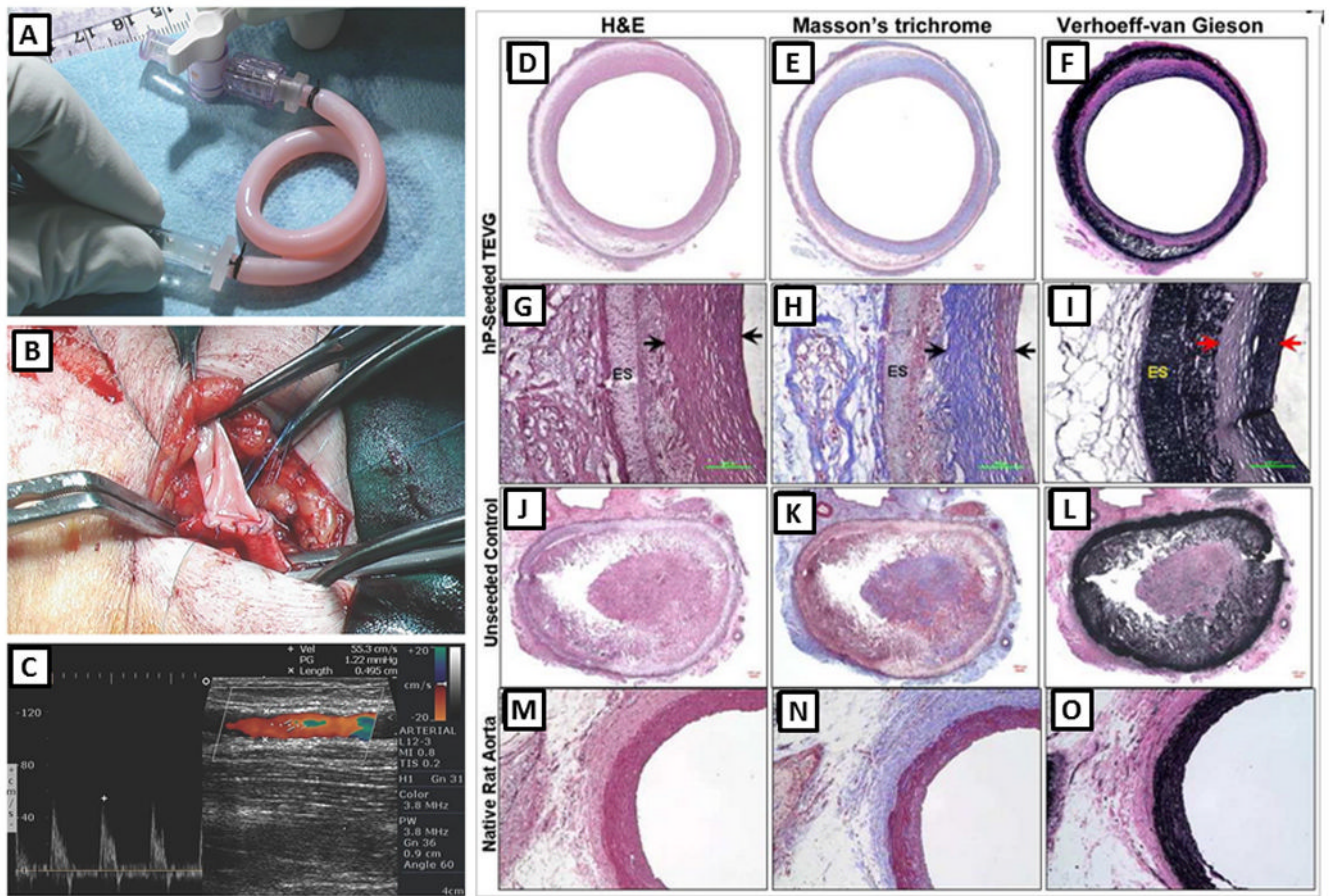 A
17 16 15
B
C
+ Vel 55.3 cm/s
PG 1.22 mmHg
× Length 0.495 cm
+20
cm/s
-20
ARTERIAL
L12-3
MI 0.8
TIS 0.2
H1 Gn 31
Color
3.8 MHz
PW
3.8 MHz
Gn 36
0.9 cm
Angle 60
4cm
-120
80
-40
H&E
Masson's trichrome
Verhoeff-van Gieson
hP-Seeded TEVG
D
E
F
G
ES
H
ES
I
ES
Unseeded Control
J
K
L
Native Rat Aorta
M
N
O